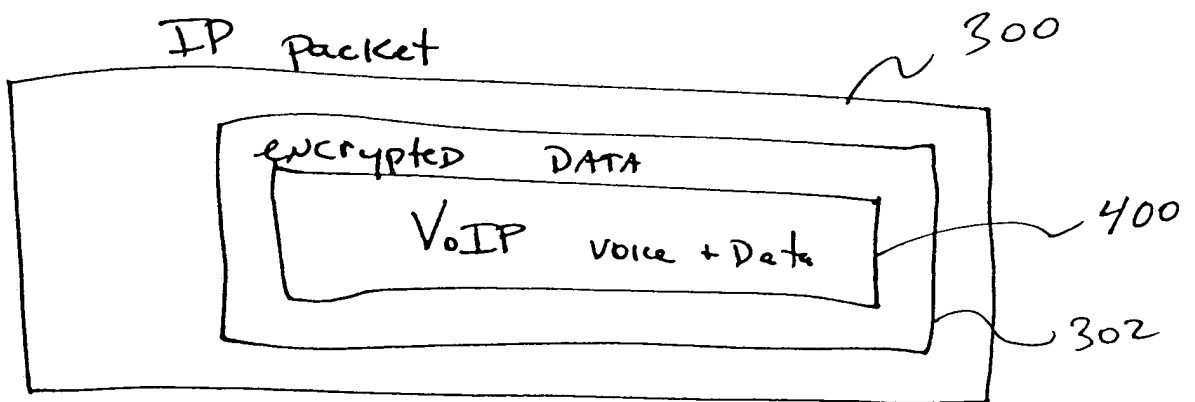 IP packet
300
encrypted DATA
VoIP voice + Data
400
302